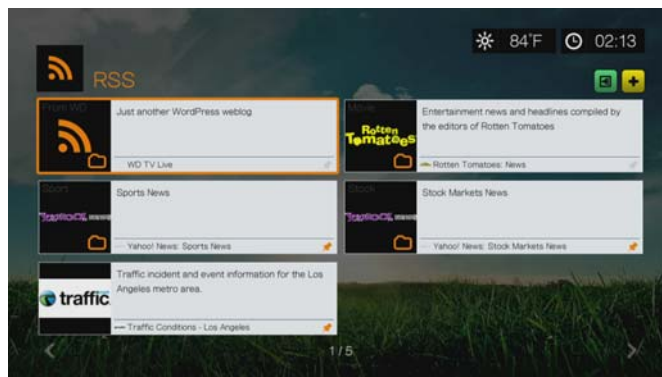 84°F 02:13
RSS
From WD
Just another WordPress weblog
WD TV Live
Movie
Rotten
Tomatoes
Entertainment news and headlines compiled by
the editors of Rotten Tomatoes
Rotten Tomatoes: News
Sport
Sports News
Yahoo! News: Sports News
Stock
Stock Markets News
Yahoo! News: Stock Markets News
traffic
Traffic incident and event information for the Los
Angeles metro area.
Traffic Conditions - Los Angeles
1/5